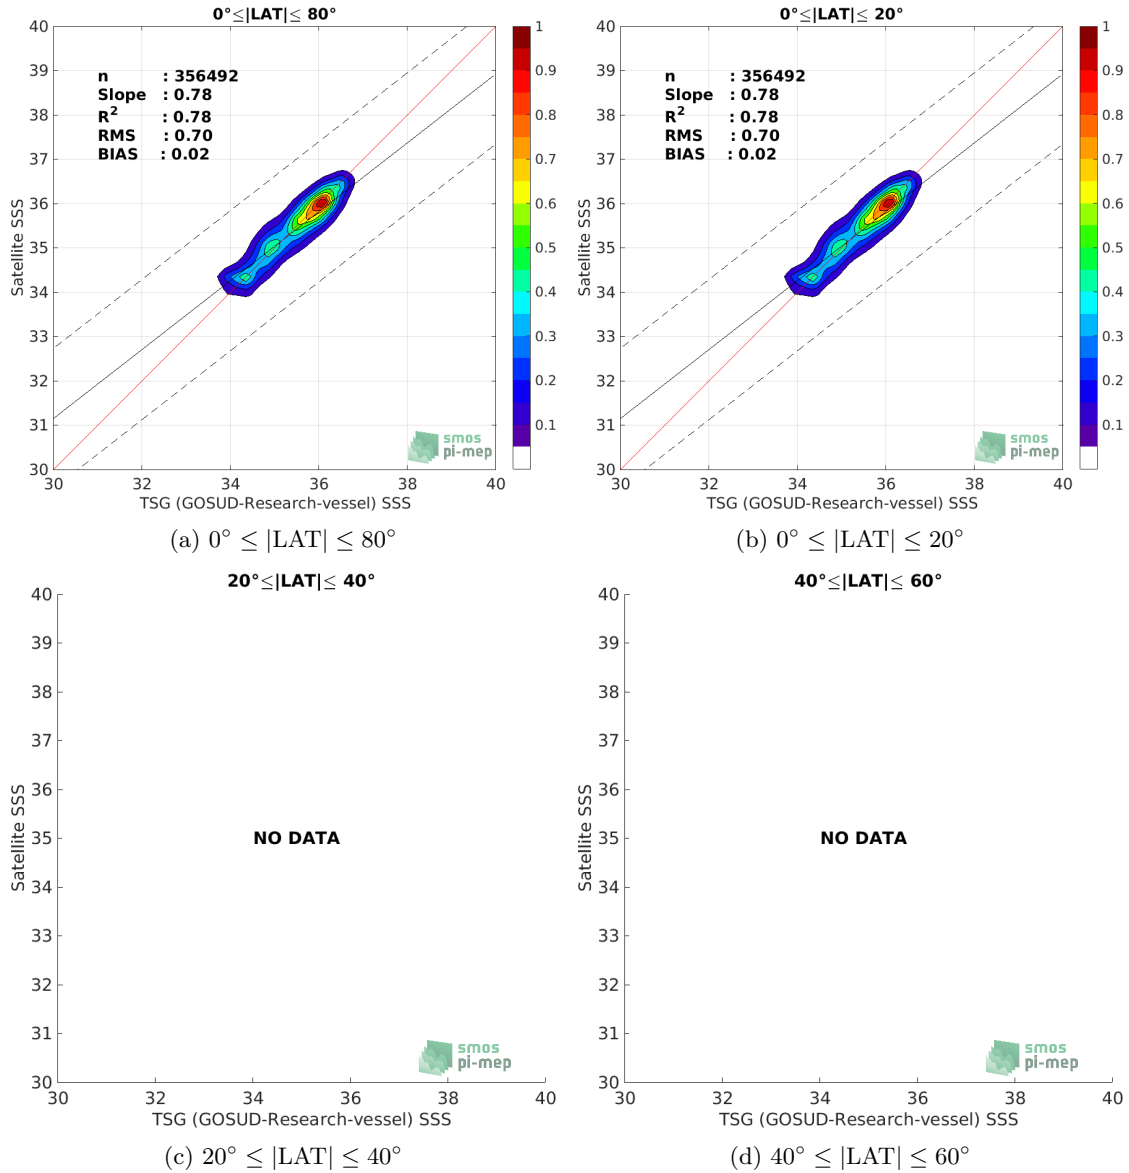 0°≤|LAT|≤ 80°
40
39
38
37
36
35
34
33
32
31
30
Satellite SSS
n : 356492
Slope : 0.78
R² : 0.78
RMS : 0.70
BIAS : 0.02
smos
pi-mep
30 32 34 36 38 40
TSG (GOSUD-Research-vessel) SSS
1
0.9
0.8
0.7
0.6
0.5
0.4
0.3
0.2
0.1
(a) 0° ≤ |LAT| ≤ 80°
0°≤|LAT|≤ 20°
40
39
38
37
36
35
34
33
32
31
30
Satellite SSS
n : 356492
Slope : 0.78
R² : 0.78
RMS : 0.70
BIAS : 0.02
smos
pi-mep
30 32 34 36 38 40
TSG (GOSUD-Research-vessel) SSS
1
0.9
0.8
0.7
0.6
0.5
0.4
0.3
0.2
0.1
(b) 0° ≤ |LAT| ≤ 20°
20°≤|LAT|≤ 40°
40
39
38
37
36
35
34
33
32
31
30
Satellite SSS
NO DATA
smos
pi-mep
30 32 34 36 38 40
TSG (GOSUD-Research-vessel) SSS
(c) 20° ≤ |LAT| ≤ 40°
40°≤|LAT|≤ 60°
40
39
38
37
36
35
34
33
32
31
30
Satellite SSS
NO DATA
smos
pi-mep
30 32 34 36 38 40
TSG (GOSUD-Research-vessel) SSS
(d) 40° ≤ |LAT| ≤ 60°